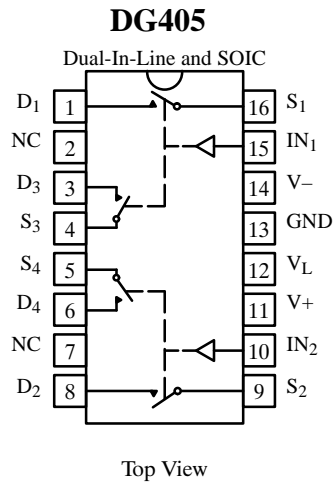 DG405
Dual-In-Line and SOIC
D1 1 16 S1
NC 2 15 IN1
D3 3 14 V−
S3 4 13 GND
S4 5 12 VL
D4 6 11 V+
NC 7 10 IN2
D2 8 9 S2
Top View